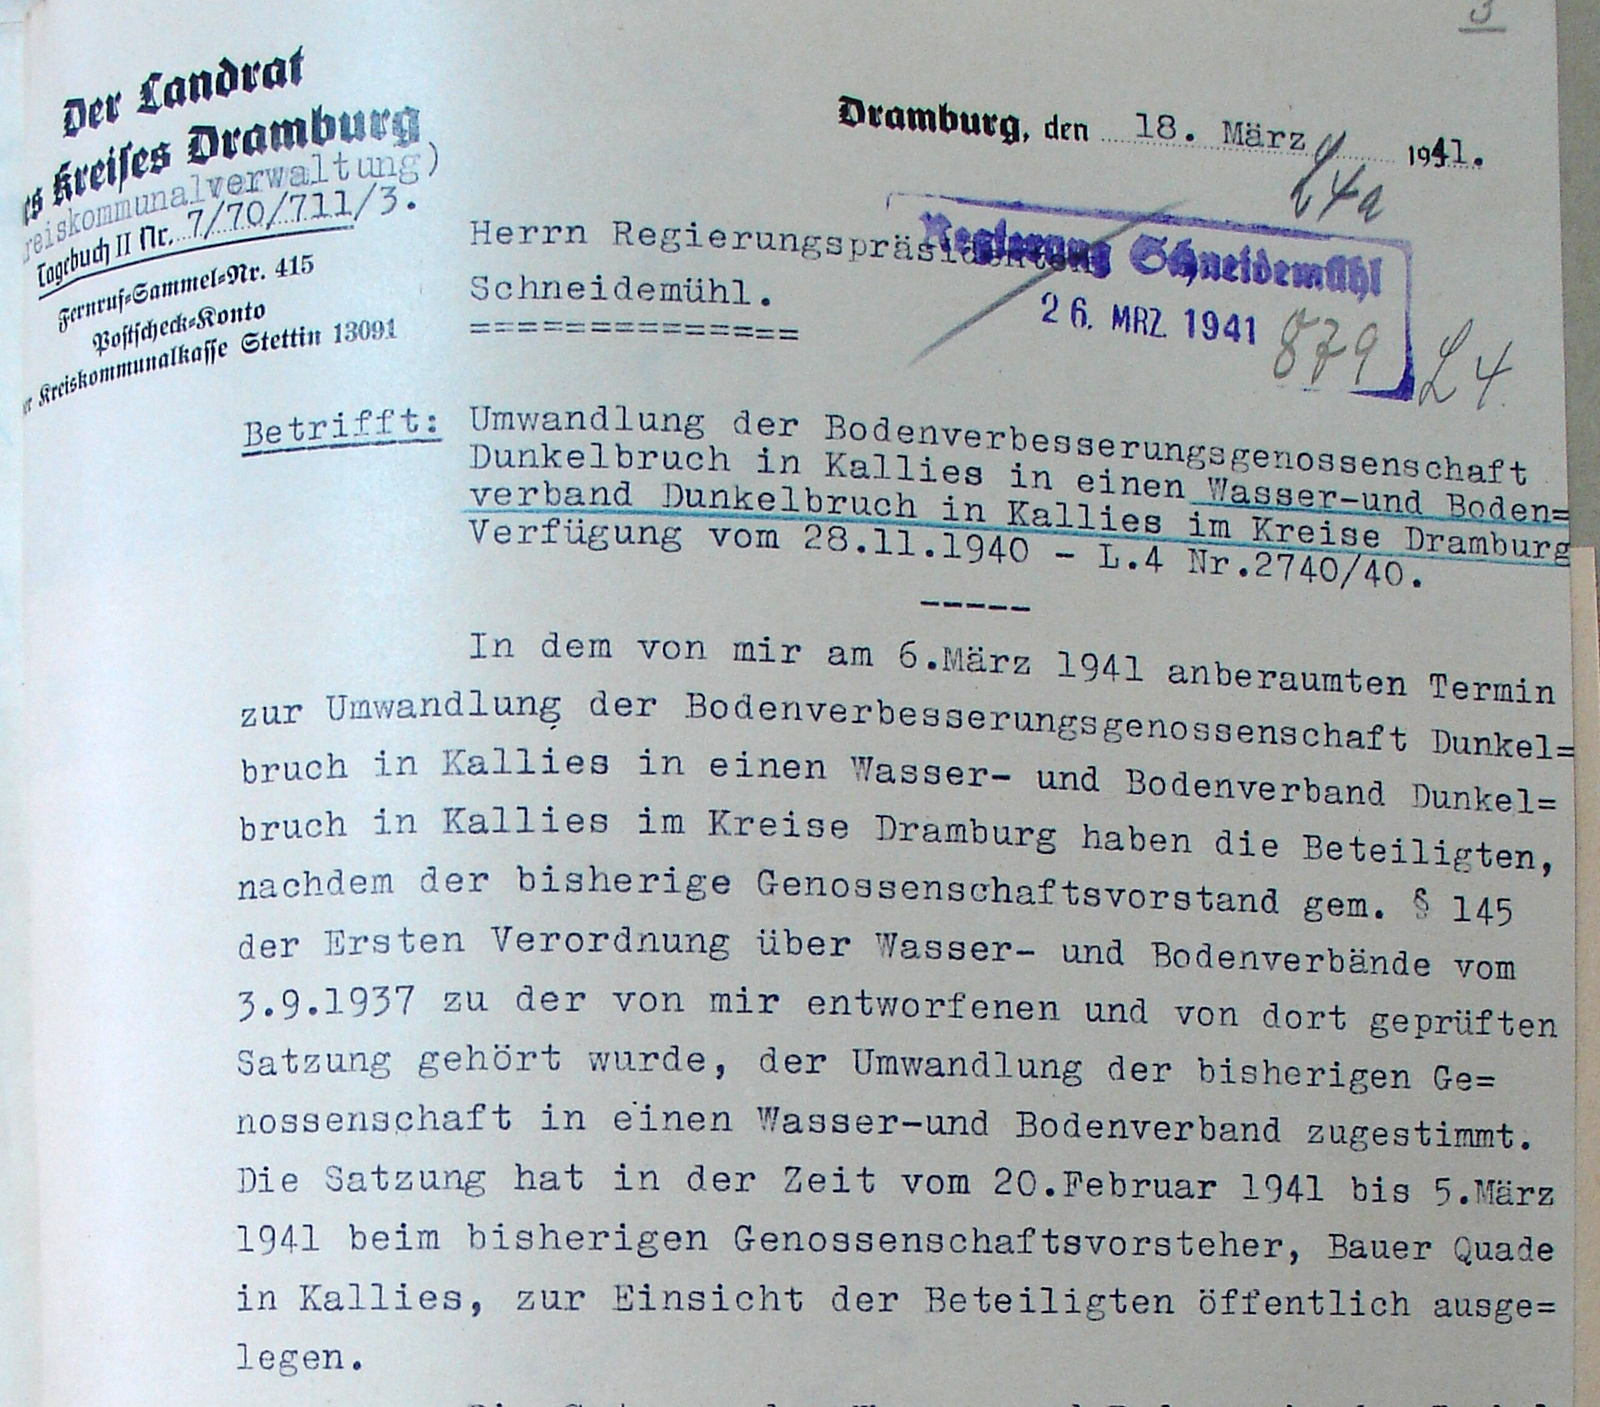 3
Der Landrat
es Kreises Dramburg
reiskommunalverwaltung)
Tagebuch II Nr. 7/70/711/3.
Fernruf=Sammel=Nr. 415
Postscheck=Konto
er Kreiskommunalkasse Stettin 13091
Dramburg, den 18. März 1941.
L4a
Herrn Regierungspräsidenten
Schneidemühl.
==============
Regierung Schneidemühl
26. MRZ. 1941
879
L4
Betrifft: Umwandlung der Bodenverbesserungsgenossenschaft
Dunkelbruch in Kallies in einen Wasser-und Boden=
verband Dunkelbruch in Kallies im Kreise Dramburg
Verfügung vom 28.11.1940 - L.4 Nr.2740/40.
-----
In dem von mir am 6.März 1941 anberaumten Termin
zur Umwandlung der Bodenverbesserungsgenossenschaft Dunkel=
bruch in Kallies in einen Wasser- und Bodenverband Dunkel=
bruch in Kallies im Kreise Dramburg haben die Beteiligten,
nachdem der bisherige Genossenschaftsvorstand gem. § 145
der Ersten Verordnung über Wasser- und Bodenverbände vom
3.9.1937 zu der von mir entworfenen und von dort geprüften
Satzung gehört wurde, der Umwandlung der bisherigen Ge=
nossenschaft in einen Wasser-und Bodenverband zugestimmt.
Die Satzung hat in der Zeit vom 20.Februar 1941 bis 5.März
1941 beim bisherigen Genossenschaftsvorsteher, Bauer Quade
in Kallies, zur Einsicht der Beteiligten öffentlich ausge=
legen.